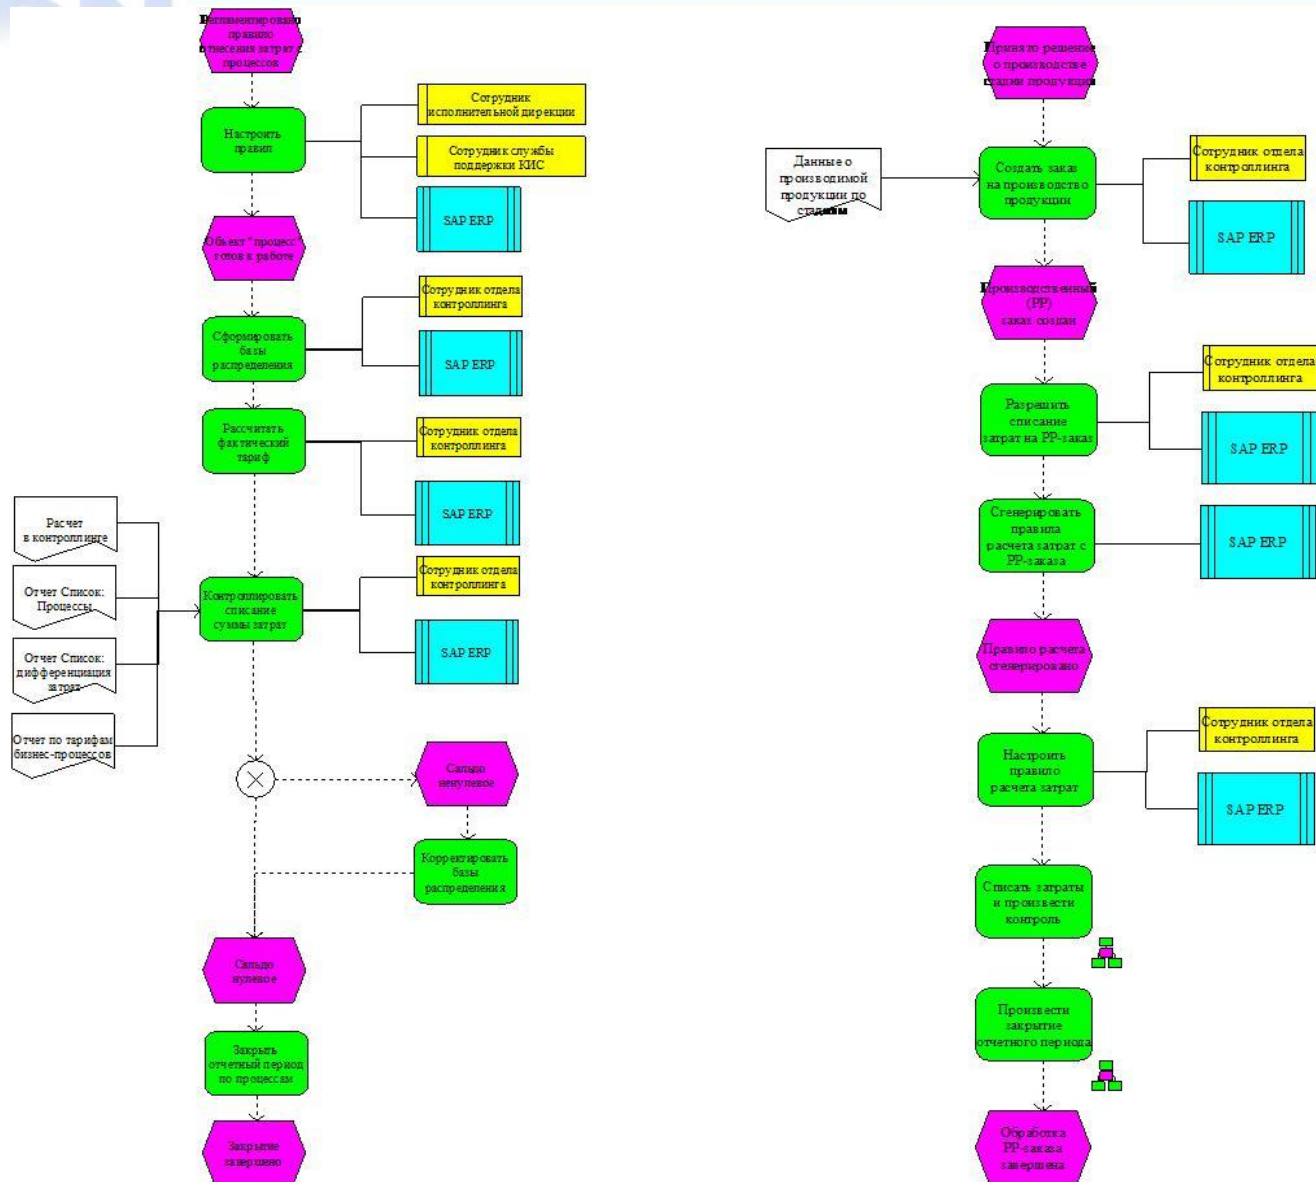 Регламентировано
правило
отнесения затрат с
процессов
Настроить
правил
Сотрудник
исполнительной дирекции
Сотрудник службы
поддержки КИС
SAP ERP
Объект "процесс"
готов к работе
Сформировать
базы
распределения
Сотрудник отдела
контроллинга
SAP ERP
Рассчитать
фактический
тариф
Сотрудник отдела
контроллинга
SAP ERP
Расчет
в контроллинге
Отчет Список:
Процессы
Отчет Список:
дифференциация
затрат
Отчет по тарифам
бизнес-процессов
Контроллировать
списание
суммы затрат
Сотрудник отдела
контроллинга
SAP ERP
Сальдо
ненулевое
Корректировать
базы
распределения
Сальдо
нулевое
Закрыть
отчетный период
по процессам
Закрытие
завершено
Принято решение
о производстве
стадии продукции
Данные о
производимой
продукции по
стадиям
Создать заказ
на производство
продукции
Сотрудник отдела
контроллинга
SAP ERP
Производственный
(PP)
заказ создан
Разрешить
списание
затрат на PP-заказ
Сотрудник отдела
контроллинга
SAP ERP
Сгенерировать
правила
расчета затрат с
PP-заказа
SAP ERP
Правило расчета
сгенерировано
Настроить
правило
расчета затрат
Сотрудник отдела
контроллинга
SAP ERP
Списать затраты
и произвести
контроль
Произвести
закрытие
отчетного периода
Обработка
PP-заказа
завершена